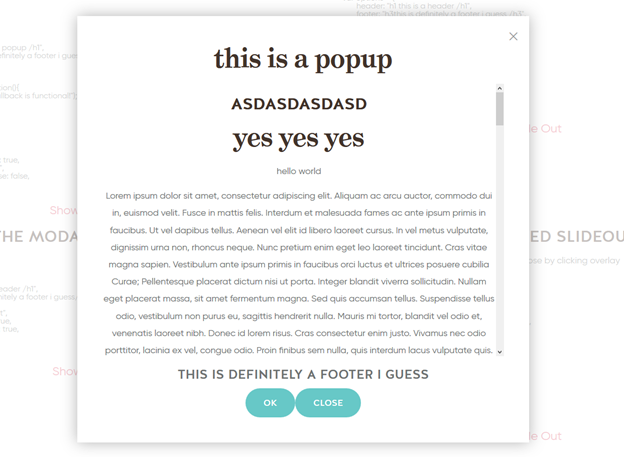 header: "h1 this is a header /h1",
footer: "h3this is definitely a footer i guess /h3"
popup /h1",
efinitely a footer i gues
this is a popup
ASDASDASDASD
yes yes yes
hello world
Lorem ipsum dolor sit amet, consectetur adipiscing elit. Aliquam ac arcu auctor, commodo dui
in, euismod velit. Fusce in mattis felis. Interdum et malesuada fames ac ante ipsum primis in
faucibus. Ut vel dapibus tellus. Aenean vel elit id libero laoreet cursus. In vel metus vulputate,
dignissim urna non, rhoncus neque. Nunc pretium enim eget leo laoreet tincidunt. Cras vitae
magna sapien. Vestibulum ante ipsum primis in faucibus orci luctus et ultrices posuere cubilia
Curae; Pellentesque placerat dictum nisi ut porta. Integer blandit viverra sollicitudin. Nullam
eget placerat massa, sit amet fermentum magna. Sed quis accumsan tellus. Suspendisse tellus
odio, vestibulum non purus eu, sagittis hendrerit nulla. Mauris mi tortor, blandit vel odio et,
venenatis laoreet nibh. Donec id lorem risus. Cras consectetur enim justo. Vivamus nec odio
porttitor, lacinia ex vel, congue odio. Proin finibus sem nulla, quis interdum lacus vulputate quis.
THIS IS DEFINITELY A FOOTER I GUESS
OK CLOSE
ction(){
llback is functional!");
true,
se: false,
Show
THE MODA
eader /h1",
nitely a footer i guess
",
ue,
true,
Show
de Out
ED SLIDEOU
ose by clicking overlay
de Out